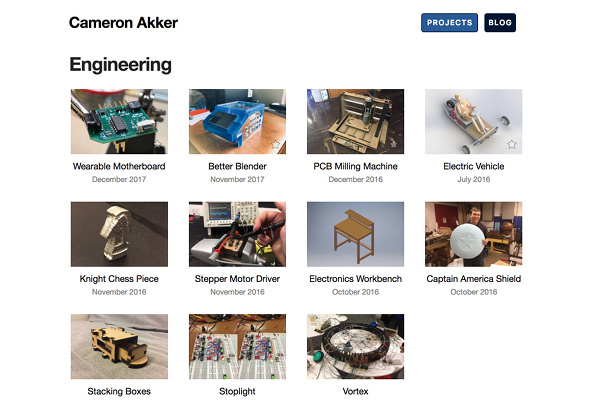 Cameron Akker
PROJECTS BLOG
Engineering
Wearable Motherboard
December 2017
Better Blender
November 2017
PCB Milling Machine
December 2016
Electric Vehicle
July 2016
Knight Chess Piece
November 2016
Stepper Motor Driver
November 2016
Electronics Workbench
October 2016
Captain America Shield
October 2016
Stacking Boxes
Stoplight
Vortex